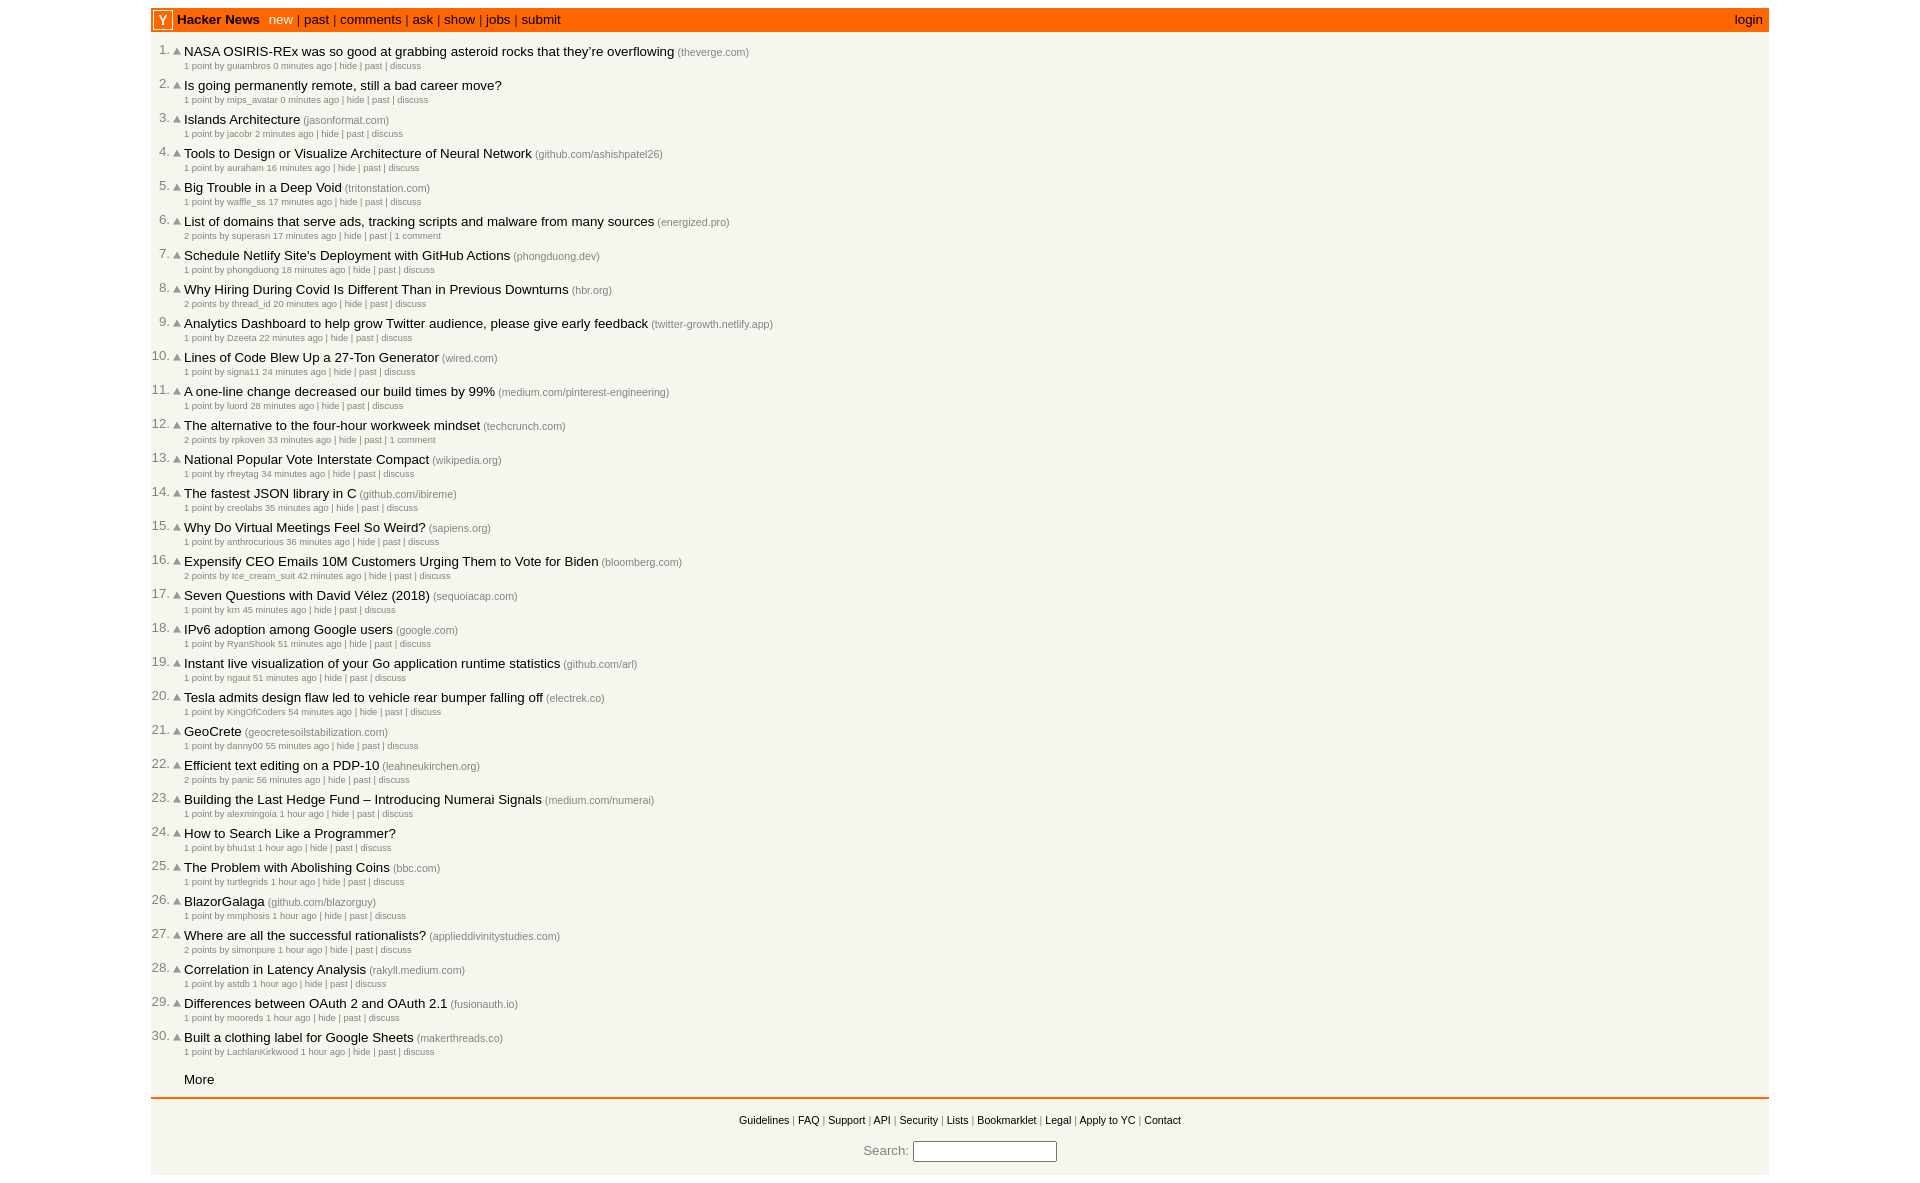 Y Hacker News new | past | comments | ask | show | jobs | submit login
1. NASA OSIRIS-REx was so good at grabbing asteroid rocks that they’re overflowing (theverge.com)
1 point by guiambros 0 minutes ago | hide | past | discuss
2. Is going permanently remote, still a bad career move?
1 point by mips_avatar 0 minutes ago | hide | past | discuss
3. Islands Architecture (jasonformat.com)
1 point by jacobr 2 minutes ago | hide | past | discuss
4. Tools to Design or Visualize Architecture of Neural Network (github.com/ashishpatel26)
1 point by auraham 16 minutes ago | hide | past | discuss
5. Big Trouble in a Deep Void (tritonstation.com)
1 point by waffle_ss 17 minutes ago | hide | past | discuss
6. List of domains that serve ads, tracking scripts and malware from many sources (energized.pro)
2 points by superasn 17 minutes ago | hide | past | 1 comment
7. Schedule Netlify Site's Deployment with GitHub Actions (phongduong.dev)
1 point by phongduong 18 minutes ago | hide | past | discuss
8. Why Hiring During Covid Is Different Than in Previous Downturns (hbr.org)
2 points by thread_id 20 minutes ago | hide | past | discuss
9. Analytics Dashboard to help grow Twitter audience, please give early feedback (twitter-growth.netlify.app)
1 point by Dzeeta 22 minutes ago | hide | past | discuss
10. Lines of Code Blew Up a 27-Ton Generator (wired.com)
1 point by signa11 24 minutes ago | hide | past | discuss
11. A one-line change decreased our build times by 99% (medium.com/pinterest-engineering)
1 point by luord 28 minutes ago | hide | past | discuss
12. The alternative to the four-hour workweek mindset (techcrunch.com)
2 points by rpkoven 33 minutes ago | hide | past | 1 comment
13. National Popular Vote Interstate Compact (wikipedia.org)
1 point by rfreytag 34 minutes ago | hide | past | discuss
14. The fastest JSON library in C (github.com/ibireme)
1 point by creolabs 35 minutes ago | hide | past | discuss
15. Why Do Virtual Meetings Feel So Weird? (sapiens.org)
1 point by anthrocurious 36 minutes ago | hide | past | discuss
16. Expensify CEO Emails 10M Customers Urging Them to Vote for Biden (bloomberg.com)
2 points by Ice_cream_suit 42 minutes ago | hide | past | discuss
17. Seven Questions with David Vélez (2018) (sequoiacap.com)
1 point by krn 45 minutes ago | hide | past | discuss
18. IPv6 adoption among Google users (google.com)
1 point by RyanShook 51 minutes ago | hide | past | discuss
19. Instant live visualization of your Go application runtime statistics (github.com/arl)
1 point by ngaut 51 minutes ago | hide | past | discuss
20. Tesla admits design flaw led to vehicle rear bumper falling off (electrek.co)
1 point by KingOfCoders 54 minutes ago | hide | past | discuss
21. GeoCrete (geocretesoilstabilization.com)
1 point by danny00 55 minutes ago | hide | past | discuss
22. Efficient text editing on a PDP-10 (leahneukirchen.org)
2 points by panic 56 minutes ago | hide | past | discuss
23. Building the Last Hedge Fund – Introducing Numerai Signals (medium.com/numerai)
1 point by alexmingoia 1 hour ago | hide | past | discuss
24. How to Search Like a Programmer?
1 point by bhu1st 1 hour ago | hide | past | discuss
25. The Problem with Abolishing Coins (bbc.com)
1 point by turtlegrids 1 hour ago | hide | past | discuss
26. BlazorGalaga (github.com/blazorguy)
1 point by mmphosis 1 hour ago | hide | past | discuss
27. Where are all the successful rationalists? (applieddivinitystudies.com)
2 points by simonpure 1 hour ago | hide | past | discuss
28. Correlation in Latency Analysis (rakyll.medium.com)
1 point by astdb 1 hour ago | hide | past | discuss
29. Differences between OAuth 2 and OAuth 2.1 (fusionauth.io)
1 point by mooreds 1 hour ago | hide | past | discuss
30. Built a clothing label for Google Sheets (makerthreads.co)
1 point by LachlanKirkwood 1 hour ago | hide | past | discuss
More
Guidelines | FAQ | Support | API | Security | Lists | Bookmarklet | Legal | Apply to YC | Contact
Search: